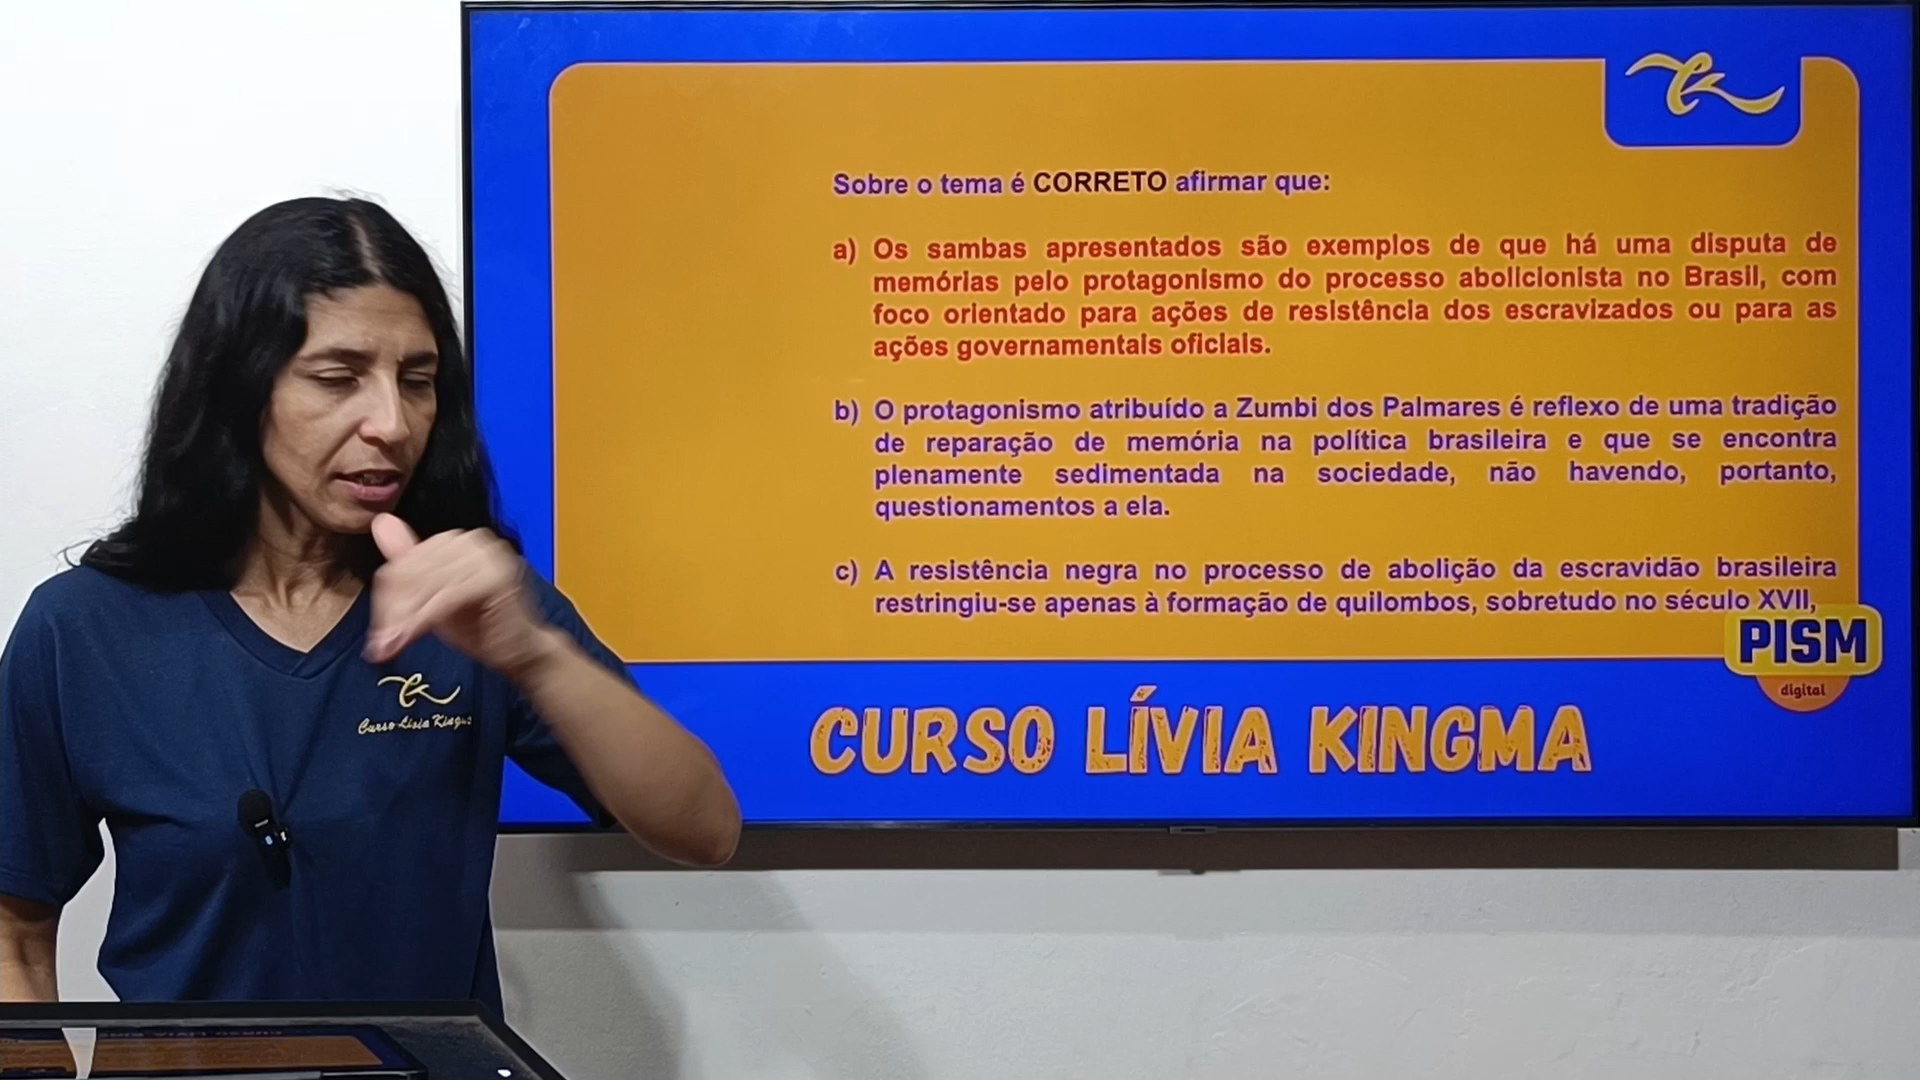 Sobre o tema é CORRETO afirmar que:
a) Os sambas apresentados são exemplos de que há uma disputa de
memórias pelo protagonismo do processo abolicionista no Brasil, com
foco orientado para ações de resistência dos escravizados ou para as
ações governamentais oficiais.
b) O protagonismo atribuído a Zumbi dos Palmares é reflexo de uma tradição
de reparação de memória na política brasileira e que se encontra
plenamente sedimentada na sociedade, não havendo, portanto,
questionamentos a ela.
c) A resistência negra no processo de abolição da escravidão brasileira
restringiu-se apenas à formação de quilombos, sobretudo no século XVII,
PISM
digital
CURSO LÍVIA KINGMA
Curso Lívia Kingma